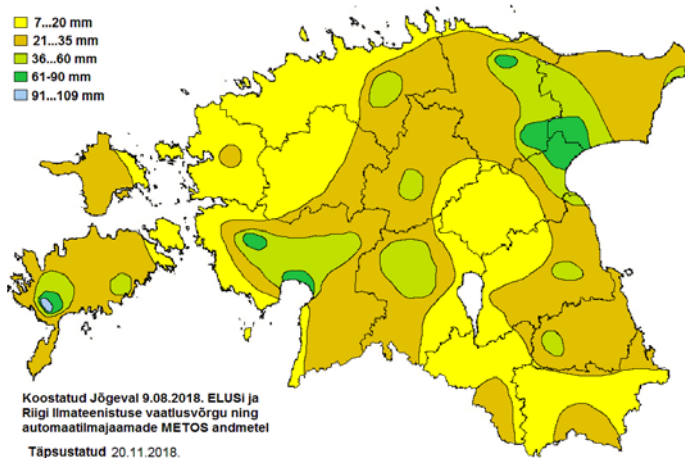 7...20 mm
21...35 mm
36...60 mm
61-90 mm
91...109 mm
Koostatud Jõgeval 9.08.2018. ELUSi ja
Riigi Ilmateenistuse vaatlusvõrgu ning
automaatilmajaamade METOS andmetel
Täpsustatud 20.11.2018.